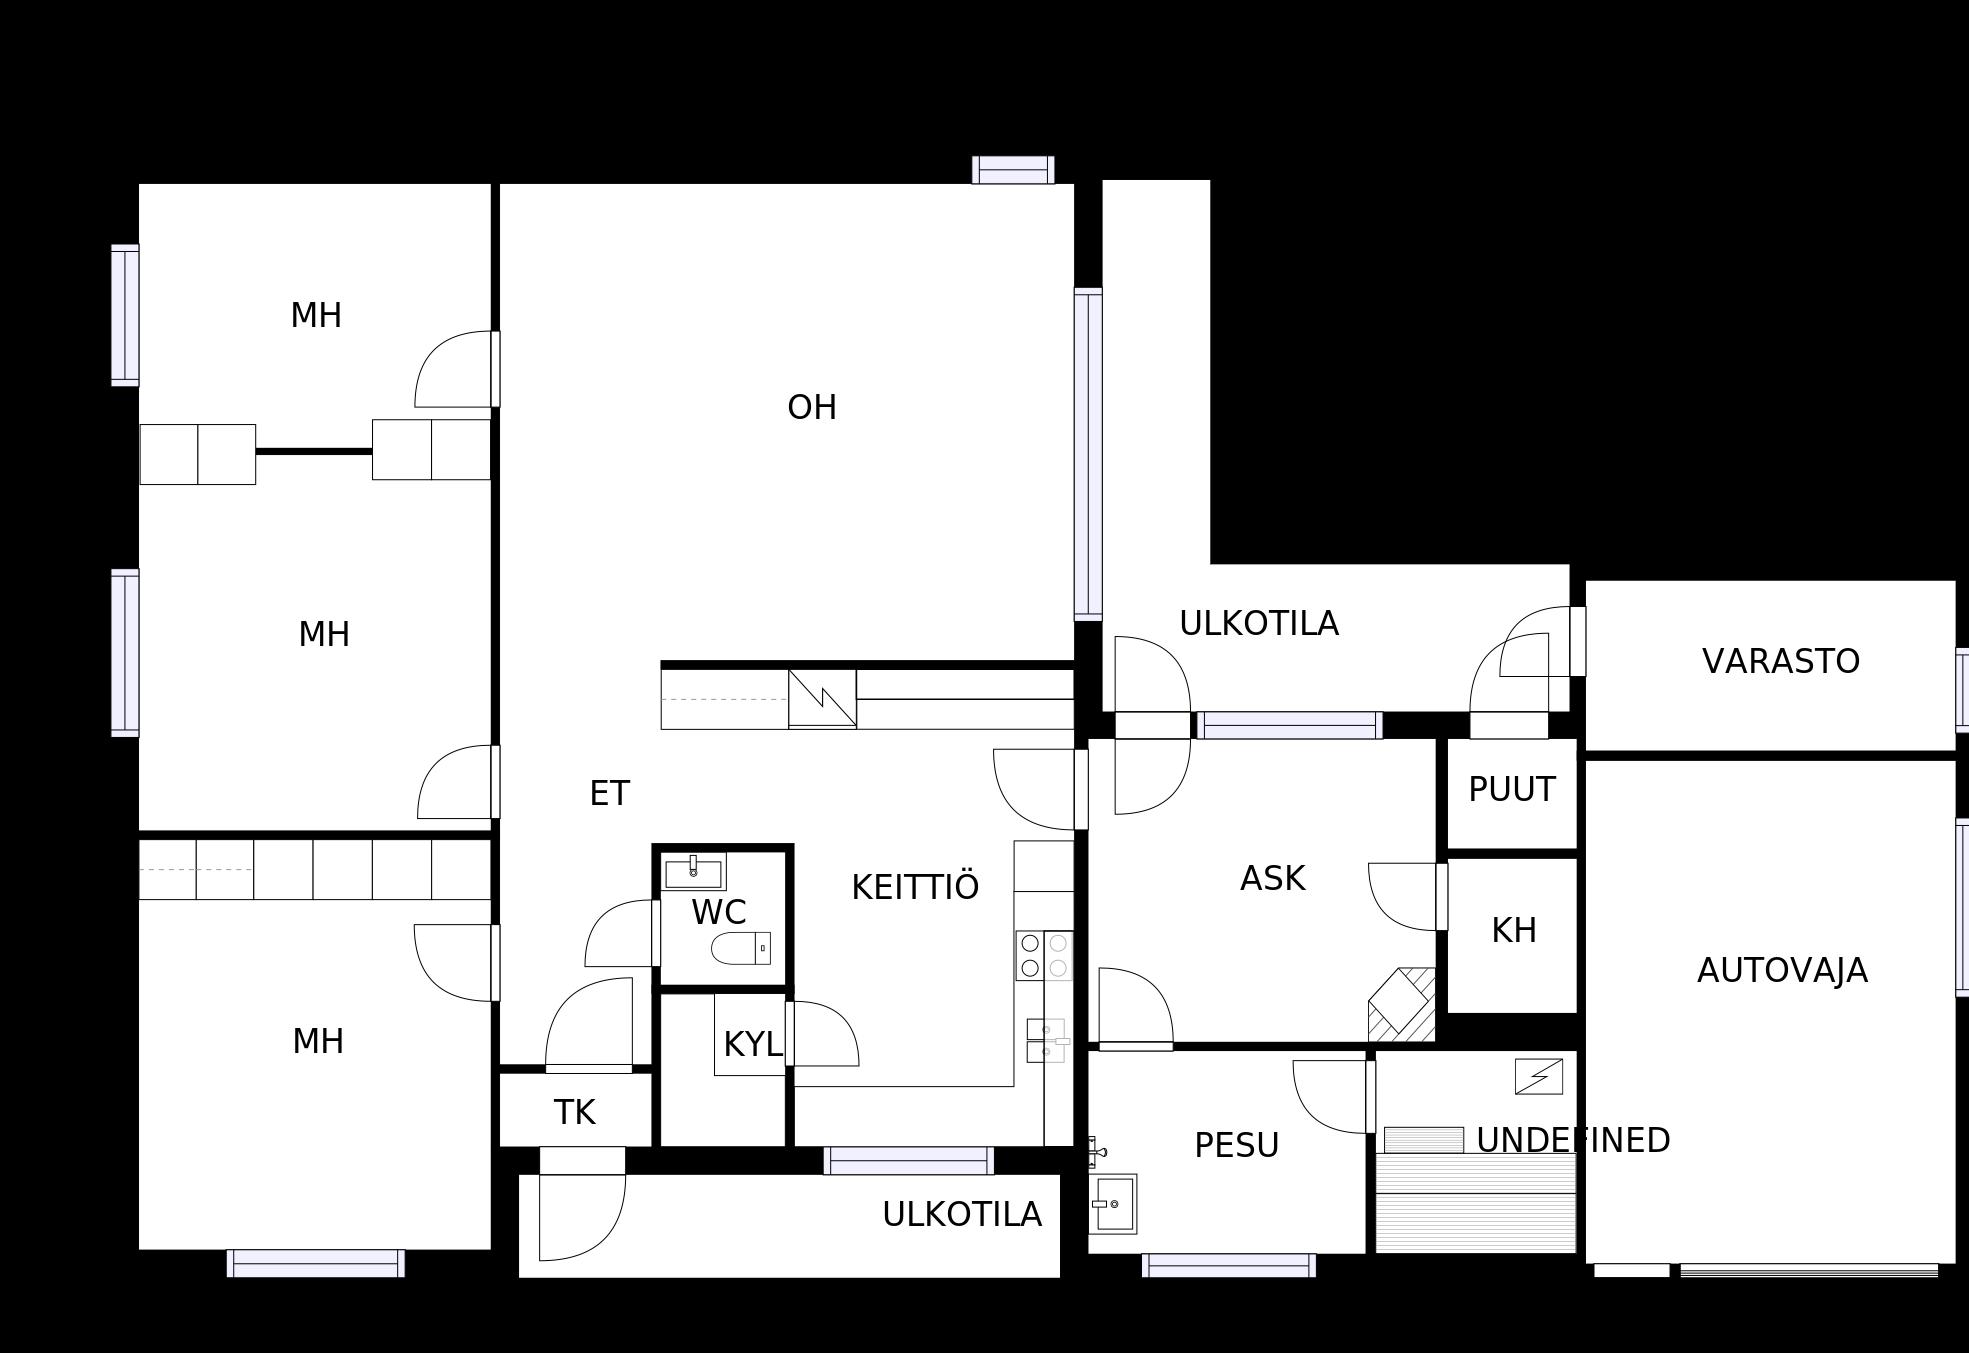 MH
OH
ULKOTILA
MH
VARASTO
ET
PUUT
KEITTIÖ
ASK
WC
KH
AUTOVAJA
MH
KYL
TK
PESU
UNDEFINED
ULKOTILA